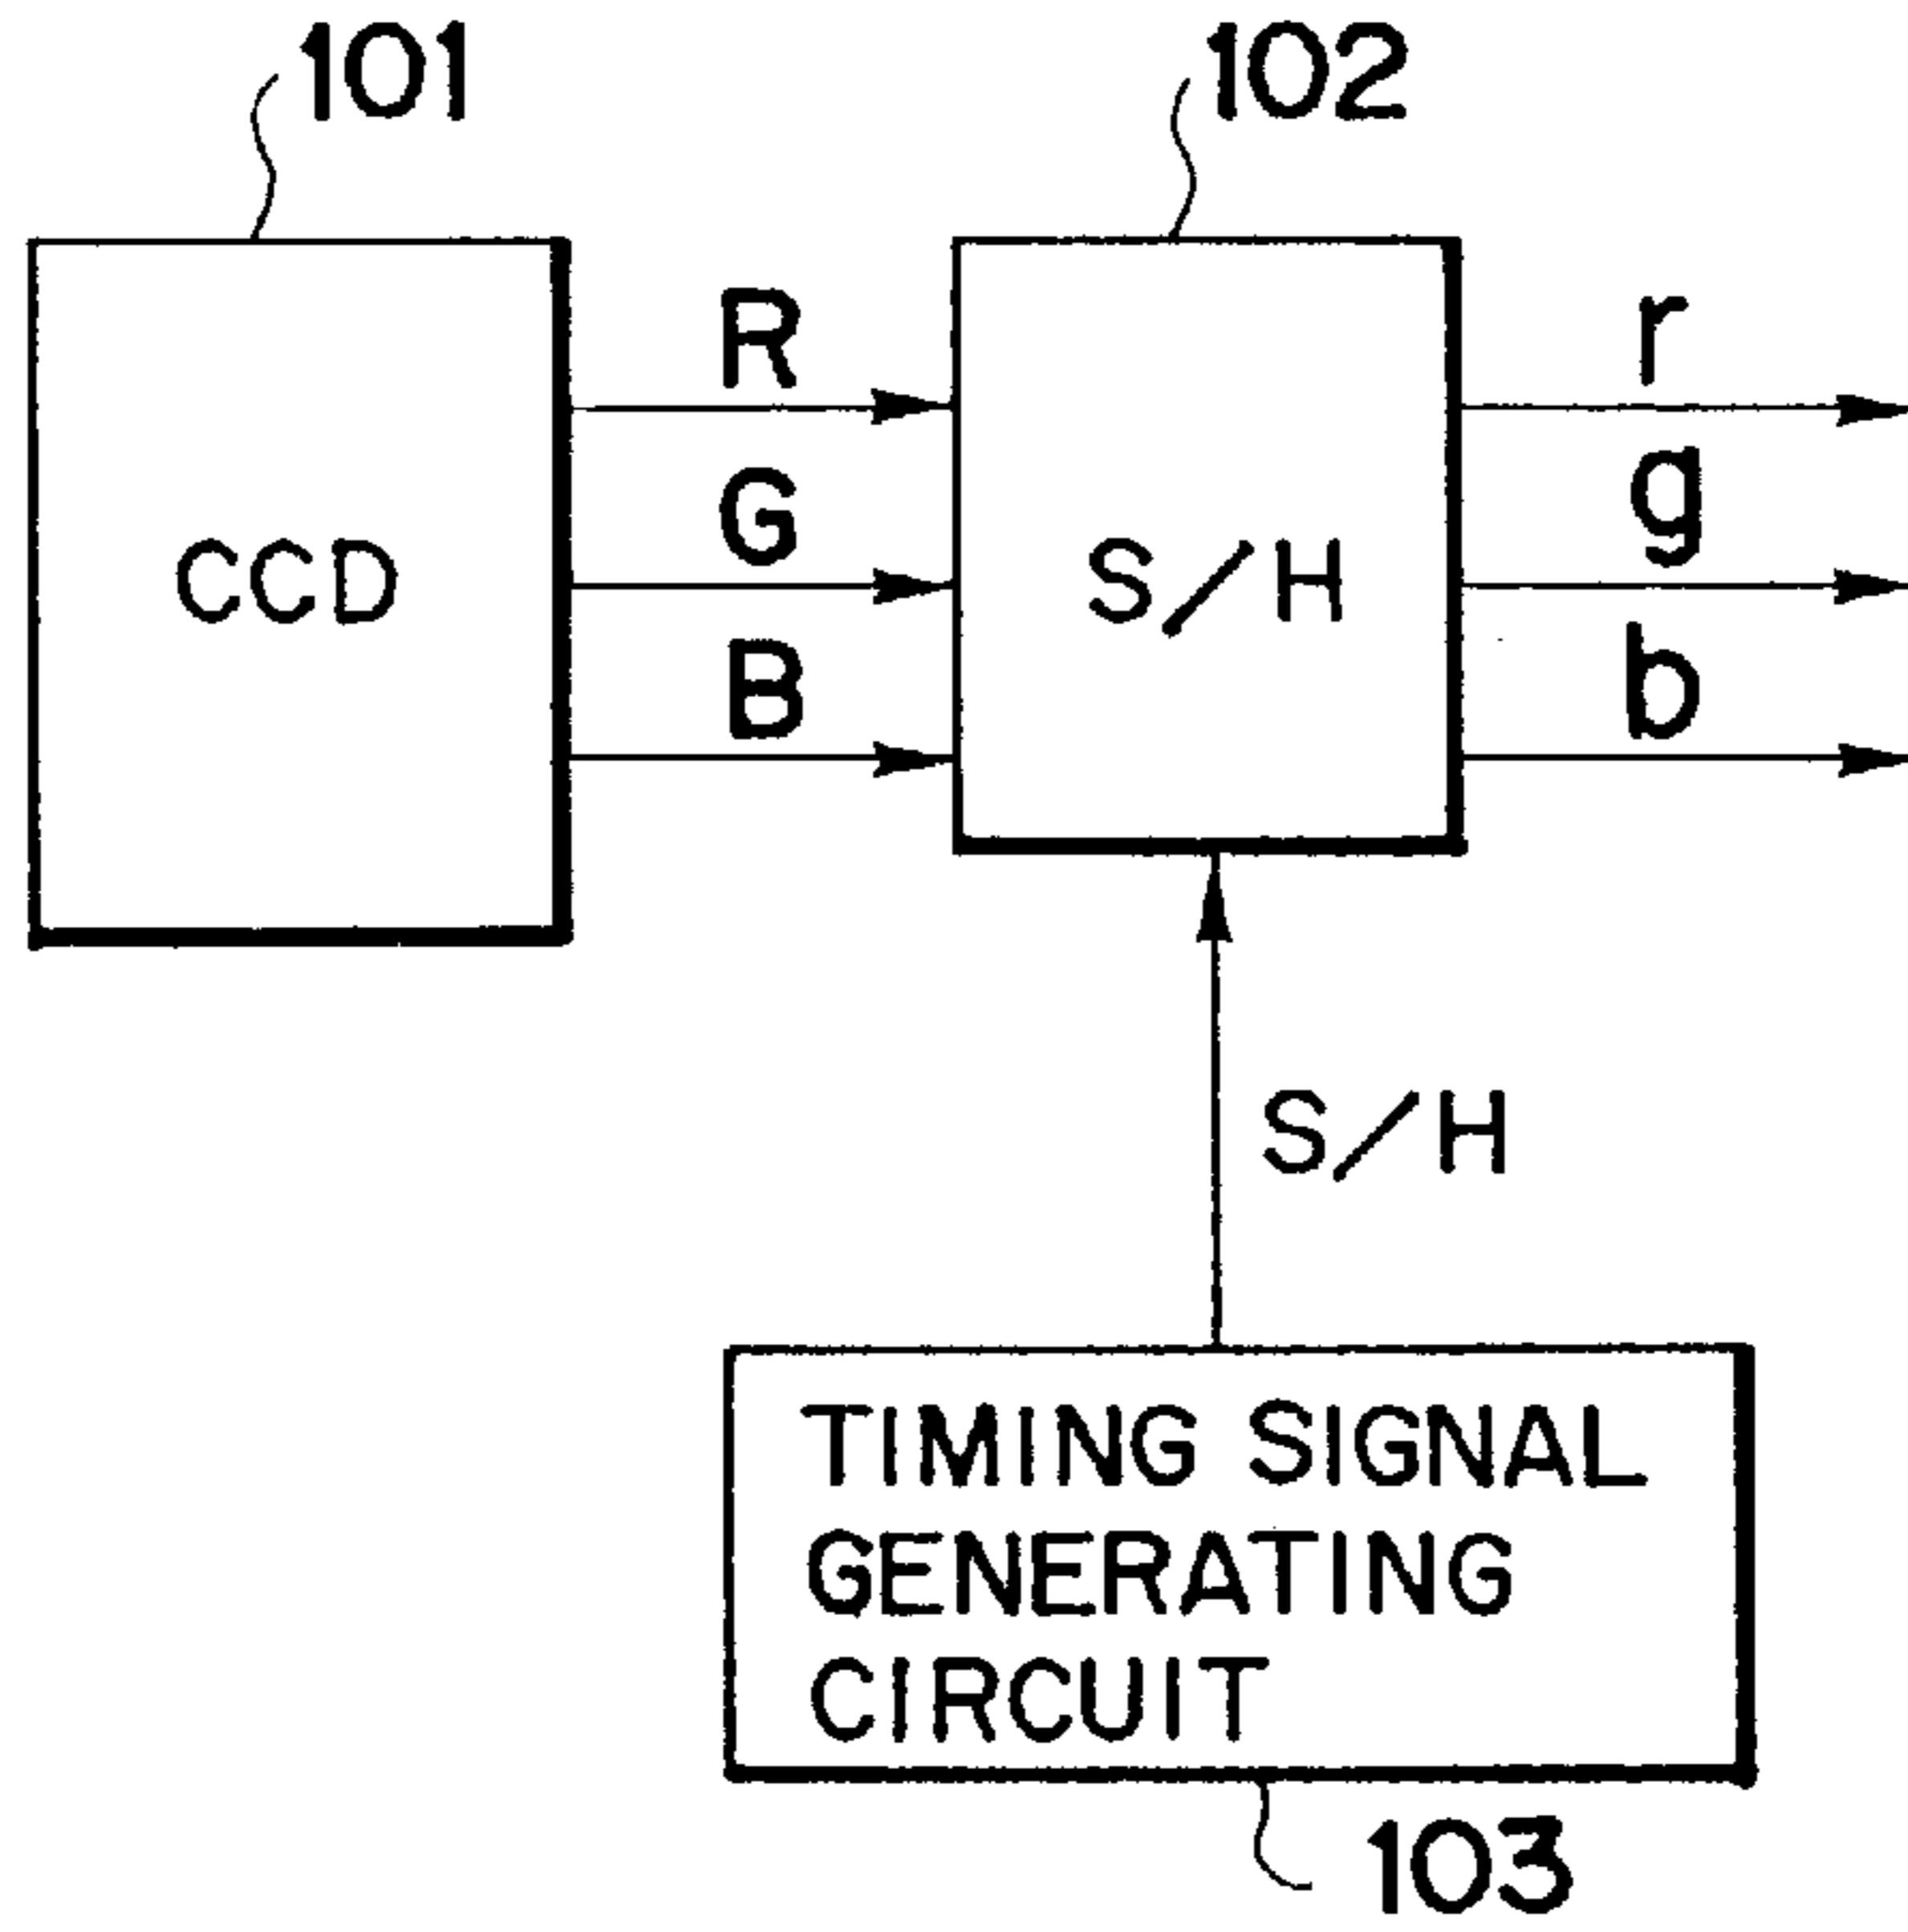 101
102
CCD
R
G
B
S/H
r
g
b
S/H
TIMING SIGNAL
GENERATING
CIRCUIT
103